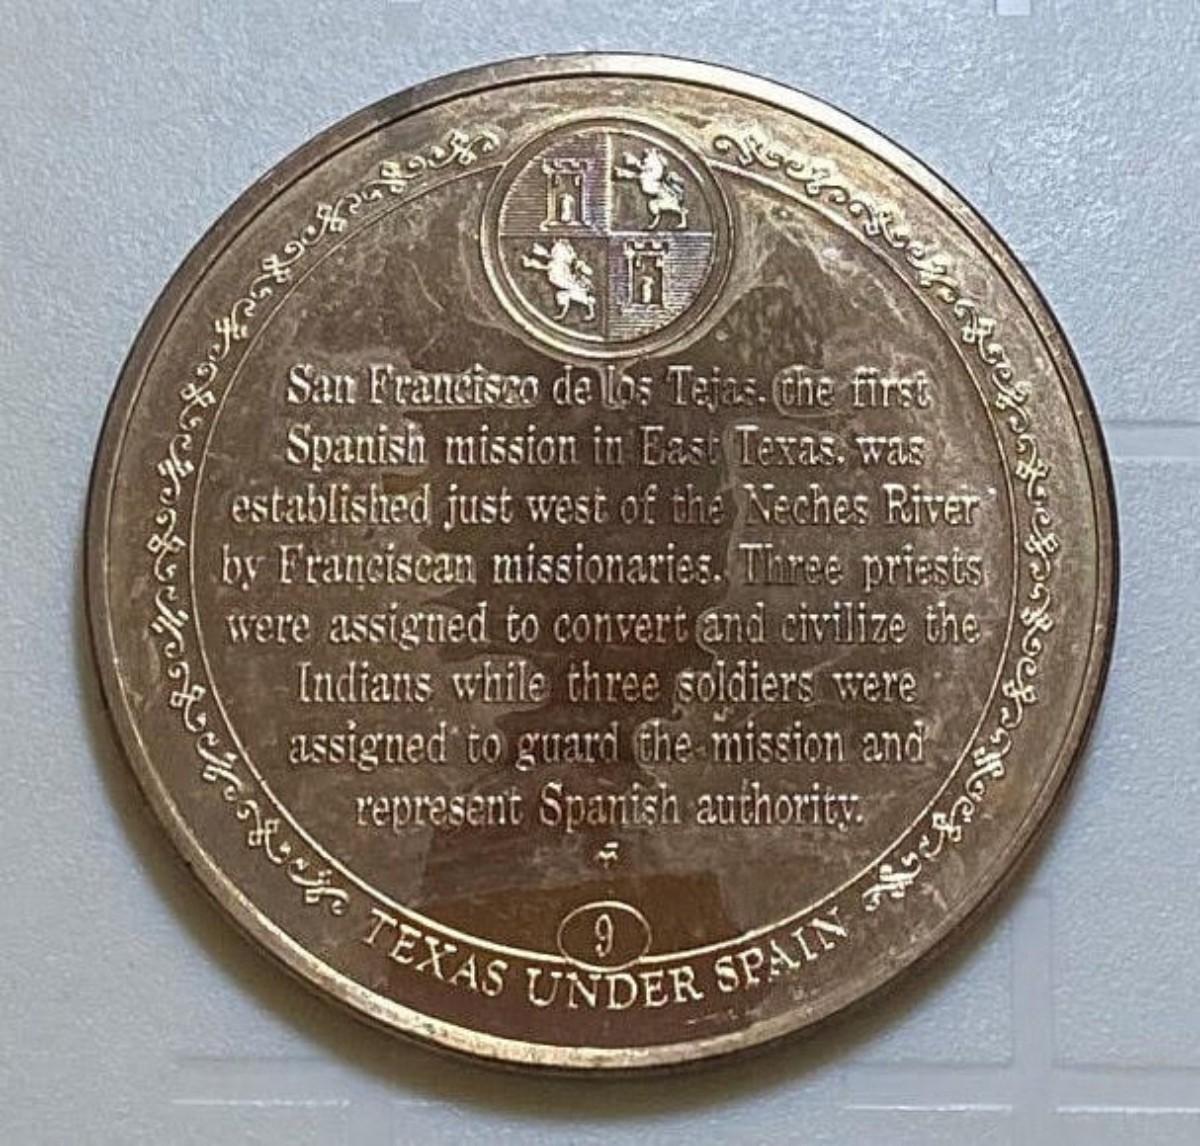 San Francisco de los Tejas, the first
Spanish mission in East Texas, was
established just west of the Neches River
by Franciscan missionaries. Three priests
were assigned to convert and civilize the
Indians while three soldiers were
assigned to guard the mission and
represent Spanish authority.
~
9
TEXAS UNDER SPAIN